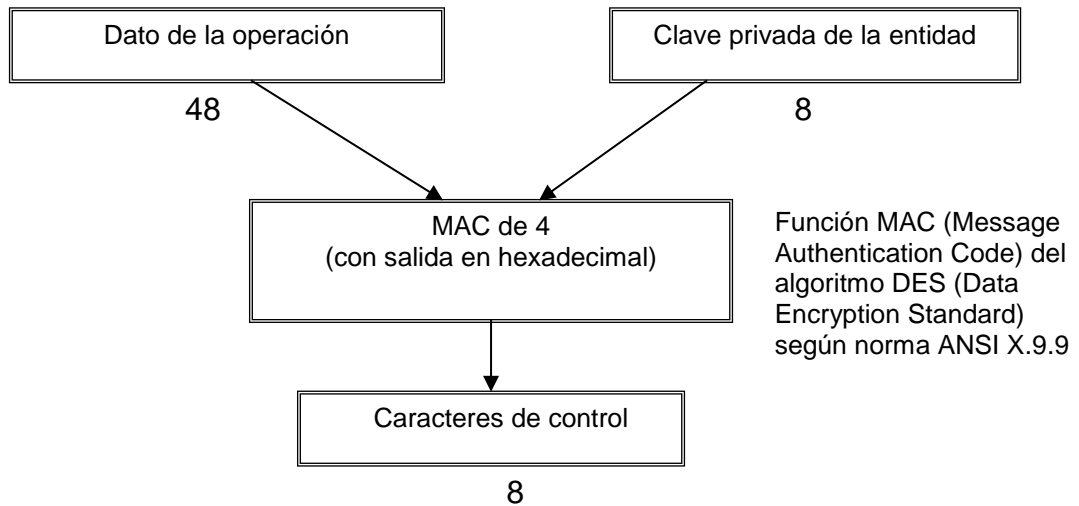 Dato de la operación
Clave privada de la entidad
48
8
MAC de 4
(con salida en hexadecimal)
Función MAC (Message
Authentication Code) del
algoritmo DES (Data
Encryption Standard)
según norma ANSI X.9.9
Caracteres de control
8